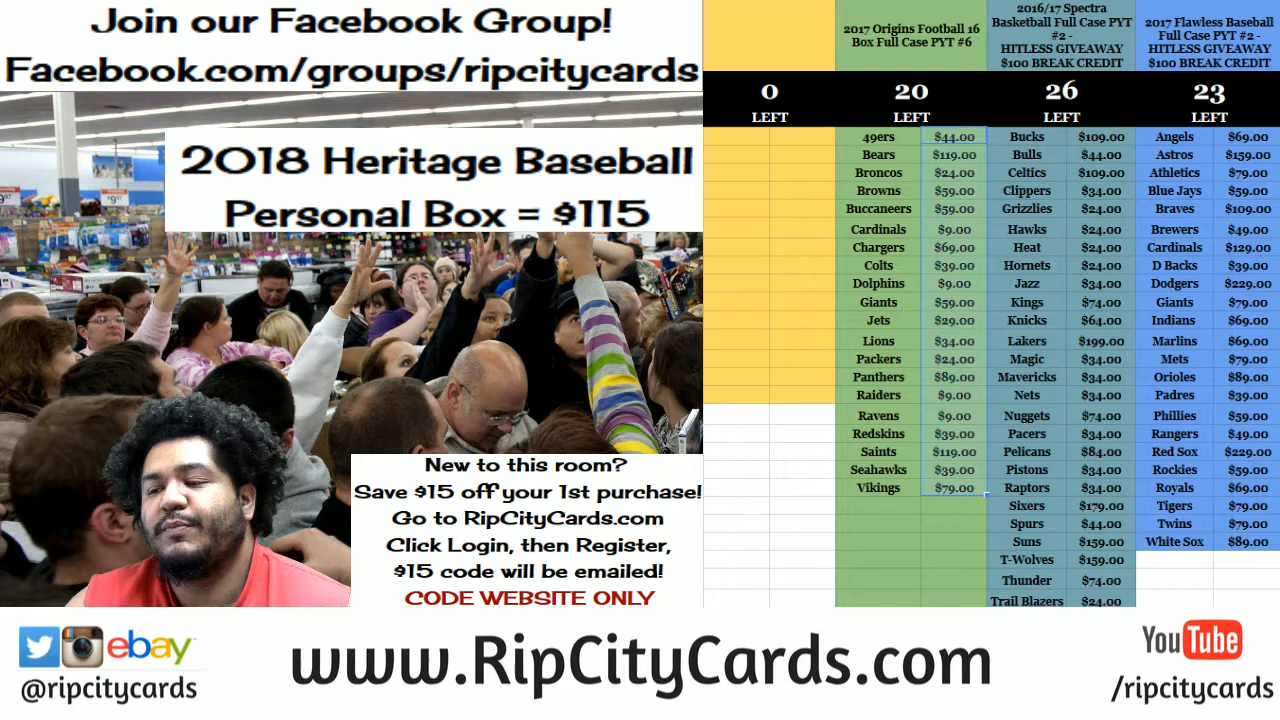 Join our Facebook Group!
Facebook.com/groups/ripcitycards
2018 Heritage Baseball
Personal Box = $115
New to this room?
Save $15 off your 1st purchase!
Go to RipCityCards.com
Click Login, then Register,
$15 code will be emailed!
CODE WEBSITE ONLY
0
LEFT
2017 Origins Football 16
Box Full Case PYT #6
20
LEFT
49ers $44.00
Bears $119.00
Broncos $24.00
Browns $59.00
Buccaneers $59.00
Cardinals $9.00
Chargers $69.00
Colts $39.00
Dolphins $9.00
Giants $59.00
Jets $29.00
Lions $34.00
Packers $24.00
Panthers $89.00
Raiders $9.00
Ravens $9.00
Redskins $39.00
Saints $119.00
Seahawks $39.00
Vikings $79.00
2016/17 Spectra
Basketball Full Case PYT
#2 -
HITLESS GIVEAWAY
$100 BREAK CREDIT
26
LEFT
Bucks $109.00
Bulls $44.00
Celtics $109.00
Clippers $34.00
Grizzlies $24.00
Hawks $24.00
Heat $24.00
Hornets $24.00
Jazz $34.00
Kings $74.00
Knicks $64.00
Lakers $199.00
Magic $34.00
Mavericks $34.00
Nets $34.00
Nuggets $74.00
Pacers $34.00
Pelicans $84.00
Pistons $34.00
Raptors $34.00
Sixers $179.00
Spurs $44.00
Suns $159.00
T-Wolves $159.00
Thunder $74.00
Trail Blazers $24.00
2017 Flawless Baseball
Full Case PYT #2 -
HITLESS GIVEAWAY
$100 BREAK CREDIT
23
LEFT
Angels $69.00
Astros $159.00
Athletics $79.00
Blue Jays $59.00
Braves $109.00
Brewers $49.00
Cardinals $129.00
D Backs $39.00
Dodgers $229.00
Giants $79.00
Indians $69.00
Marlins $69.00
Mets $79.00
Orioles $89.00
Padres $39.00
Phillies $59.00
Rangers $49.00
Red Sox $229.00
Rockies $59.00
Royals $69.00
Tigers $79.00
Twins $79.00
White Sox $89.00
ebay
@ripcitycards
www.RipCityCards.com
YouTube
/ripcitycards